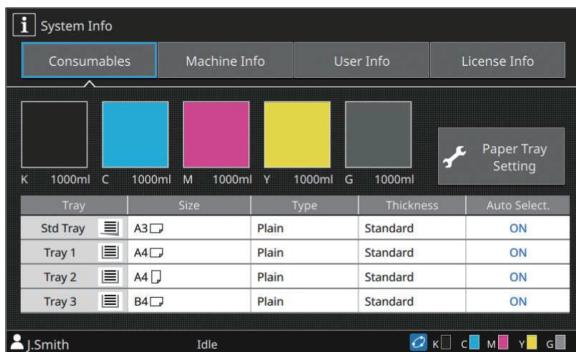 i System Info
Consumables Machine Info User Info License Info
K 1000ml C 1000ml M 1000ml Y 1000ml G 1000ml
Paper Tray
Setting
Tray Size Type Thickness Auto Select.
Std Tray A3 Plain Standard ON
Tray 1 A4 Plain Standard ON
Tray 2 A4 Plain Standard ON
Tray 3 B4 Plain Standard ON
J.Smith Idle K C M Y G